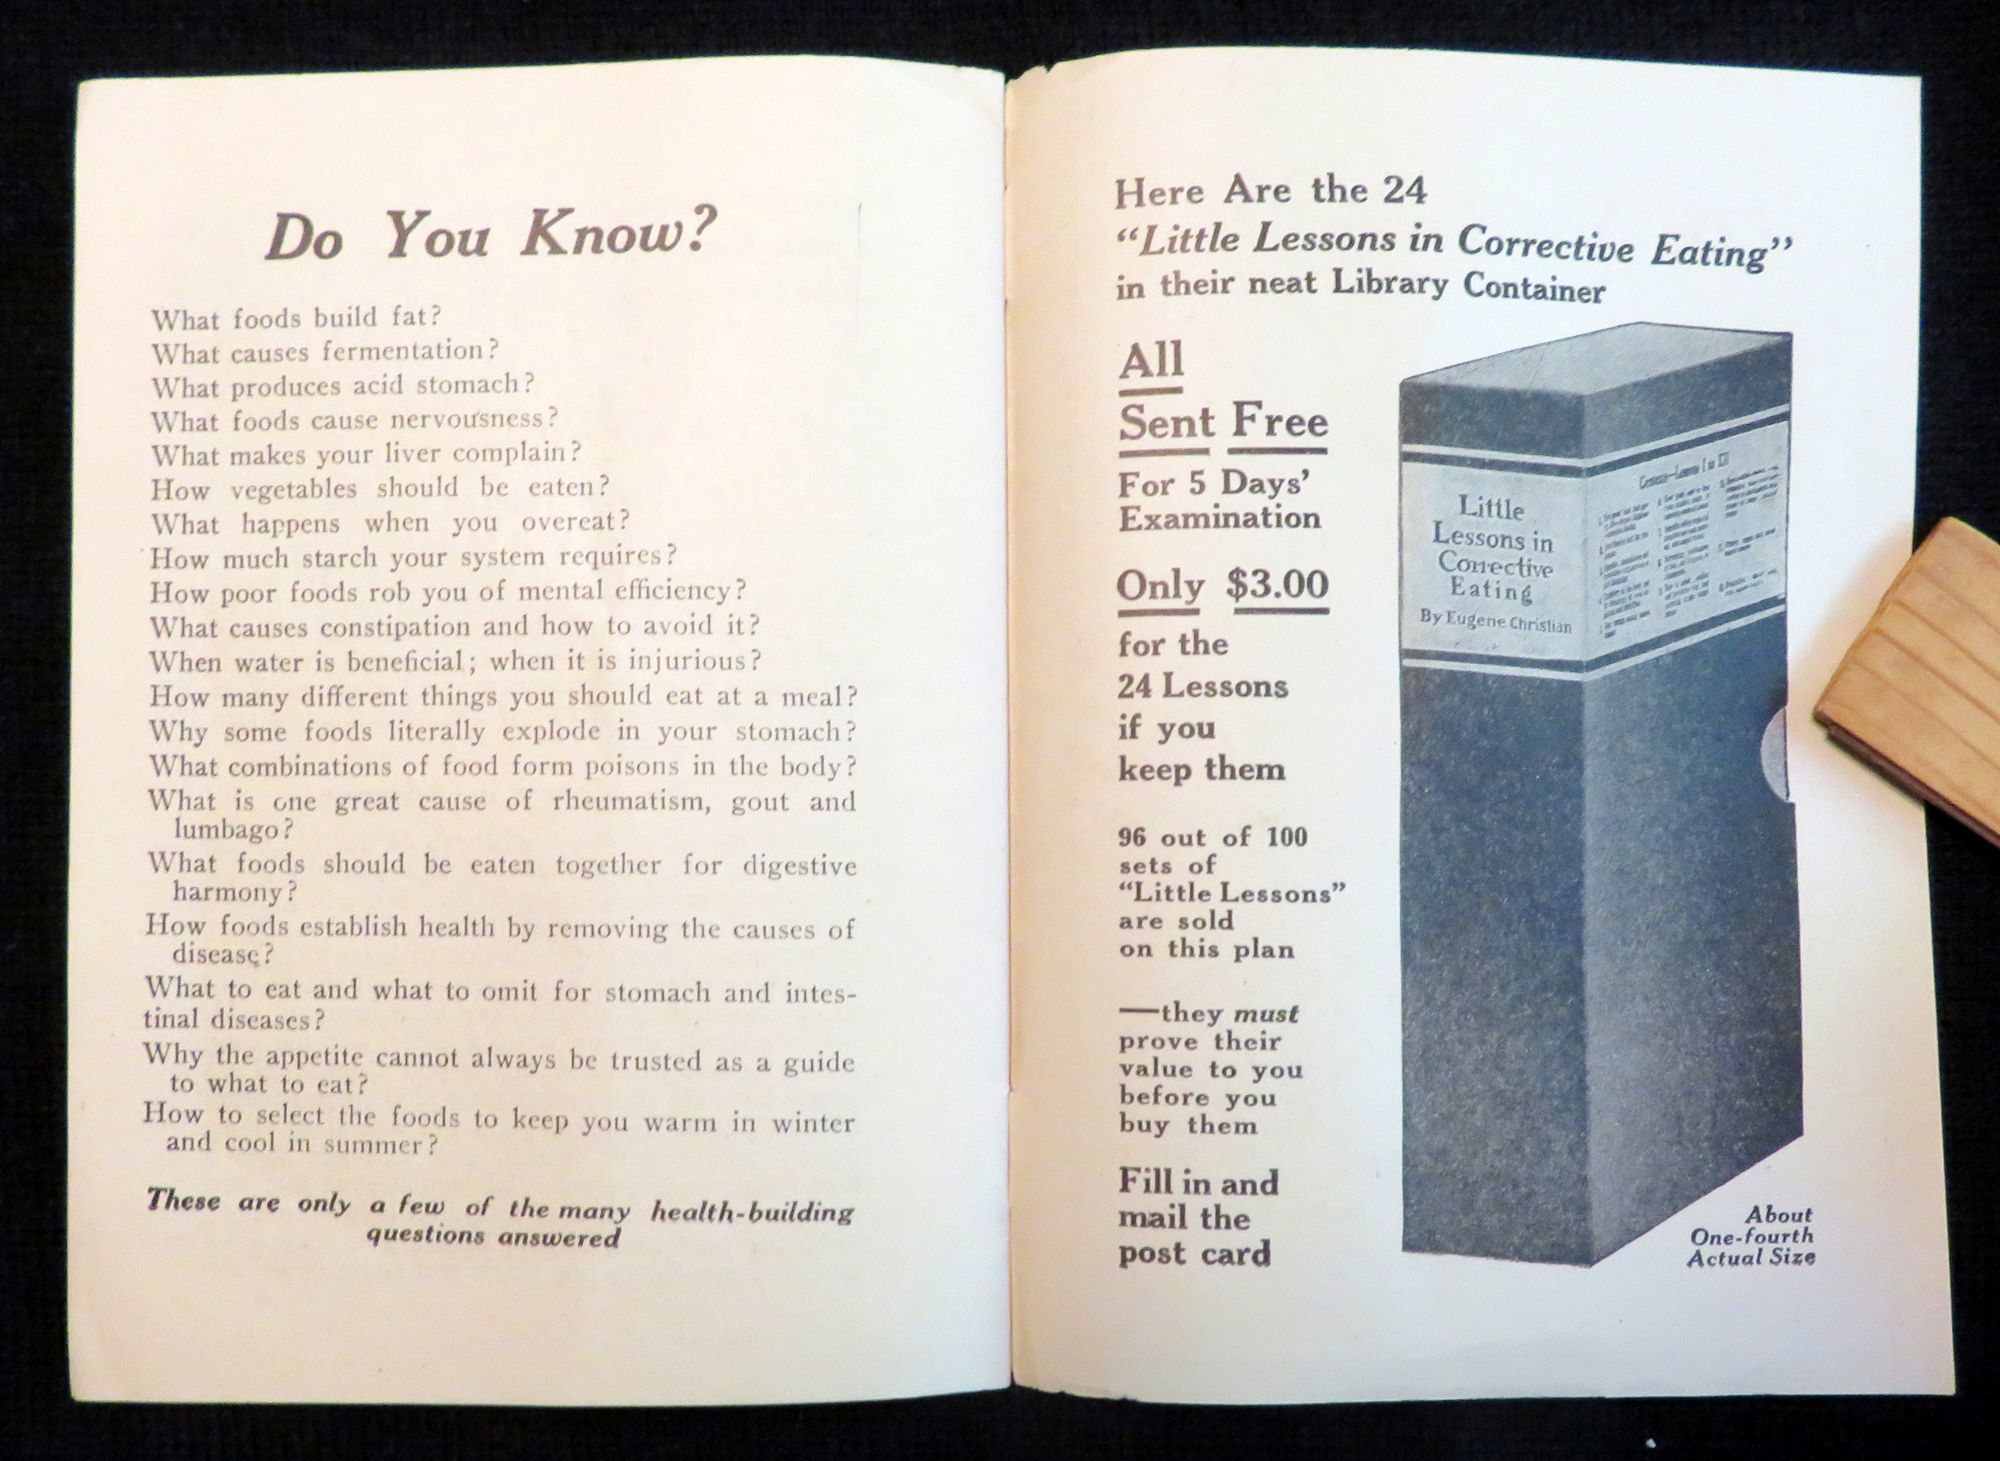 Do You Know?
What foods build fat?
What causes fermentation?
What produces acid stomach?
What foods cause nervousness?
What makes your liver complain?
How vegetables should be eaten?
What happens when you overeat?
How much starch your system requires?
How poor foods rob you of mental efficiency?
What causes constipation and how to avoid it?
When water is beneficial; when it is injurious?
How many different things you should eat at a meal?
Why some foods literally explode in your stomach?
What combinations of food form poisons in the body?
What is one great cause of rheumatism, gout and
lumbago?
What foods should be eaten together for digestive
harmony?
How foods establish health by removing the causes of
disease?
What to eat and what to omit for stomach and intes-
tinal diseases?
Why the appetite cannot always be trusted as a guide
to what to eat?
How to select the foods to keep you warm in winter
and cool in summer?
These are only a few of the many health-building
questions answered
Here Are the 24
“Little Lessons in Corrective Eating”
in their neat Library Container
All
Sent Free
For 5 Days’
Examination
Only $3.00
for the
24 Lessons
if you
keep them
96 out of 100
sets of
“Little Lessons”
are sold
on this plan
—they must
prove their
value to you
before you
buy them
Fill in and
mail the
post card
Little
Lessons in
Corrective
Eating
By Eugene Christian
Contents—Lessons I to XII
About
One-fourth
Actual Size